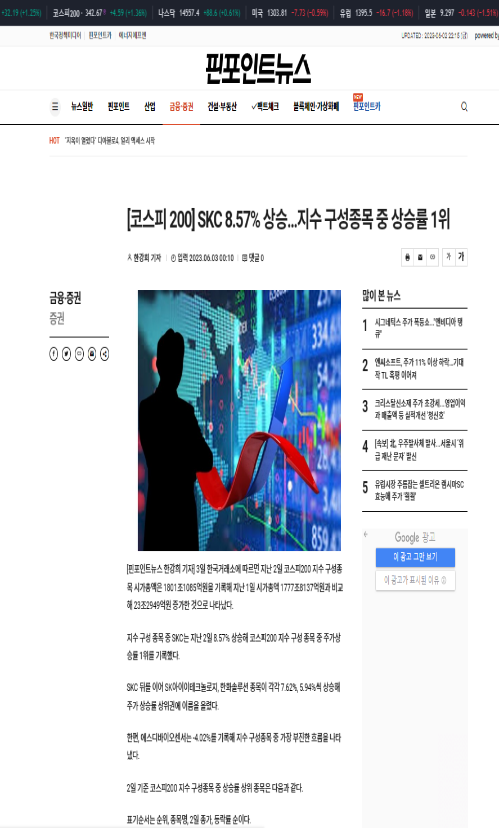 +32.19 (+1.25%) 코스피200 342.67 +4.59 (+1.36%) 나스닥 14557.4 +88.6 (+0.61%) 미국 1303.81 -7.73 (-0.59%) 유럽 1395.5 -16.7 (-1.18%) 일본 9.297 -0.143 (-1.51%)
한국정책미디어 핀포인트카 에너지매트릭 UPDATED. 2023-06-02 22:15 (금) powered by
핀포인트뉴스
뉴스일반 핀포인트 산업 금융·증권 건설·부동산 ✓팩트체크 블록체인·가상화폐 NEW 핀포인트카
HOT '지옥이 열렸다' 디아블로4, 얼리 액세스 시작
[코스피 200] SKC 8.57% 상승...지수 구성종목 중 상승률 1위
한경희 기자 입력 2023.06.03 00:10 댓글 0
가 가
금융·증권
증권
[핀포인트뉴스 한경희 기자] 3일 한국거래소에 따르면 지난 2일 코스피200 지수 구성종
목 시가총액은 1801조1085억원을 기록해 지난 1일 시가총액 1777조8137억원과 비교
해 23조2949억원 증가한 것으로 나타났다.
지수 구성 종목 중 SKC는 지난 2일 8.57% 상승해 코스피200 지수 구성 종목 중 주가상
승률 1위를 기록했다.
SKC 뒤를 이어 SK아이이테크놀로지, 한화솔루션 종목이 각각 7.62%, 5.94%씩 상승해
주가 상승률 상위권에 이름을 올렸다.
한편, 에스디바이오센서는 -4.02%를 기록해 지수 구성종목 중 가장 부진한 흐름을 나타
냈다.
2일 기준 코스피200 지수 구성종목 중 상승률 상위 종목은 다음과 같다.
표기순서는 순위, 종목명, 2일 종가, 등락률 순이다.
많이 본 뉴스
1 시그네틱스 주가 폭등쇼..."엔비디아 땡
큐"
2 엔씨소프트, 주가 11% 이상 하락...기대
작 TL 혹평 이어져
3 크리스탈신소재 주가 초강세...영업이익
과 매출액 등 실적개선 '청신호'
4 [속보] 北, 우주발사체 발사...서울시 '위
급 재난 문자' 발신
5 유럽시장 주름잡는 셀트리온 램시마SC
효능에 주가 '훨훨'
Google 광고
이 광고 그만 보기
이 광고가 표시된 이유 ⓘ